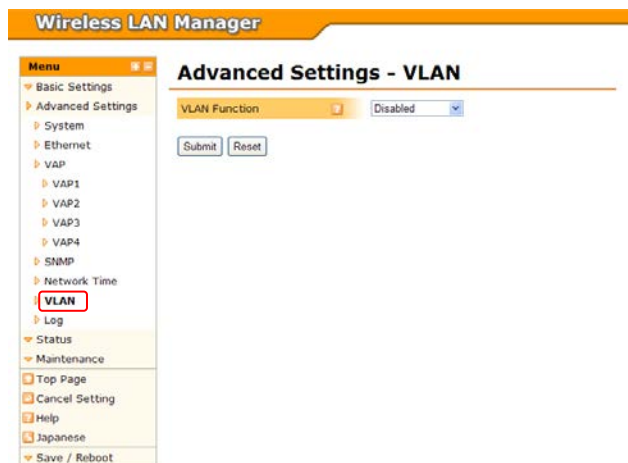 Wireless LAN Manager
Menu
Basic Settings
Advanced Settings
System
Ethernet
VAP
VAP1
VAP2
VAP3
VAP4
SNMP
Network Time
VLAN
Log
Status
Maintenance
Top Page
Cancel Setting
Help
Japanese
Save / Reboot
Advanced Settings - VLAN
VLAN Function ? Disabled
Submit Reset